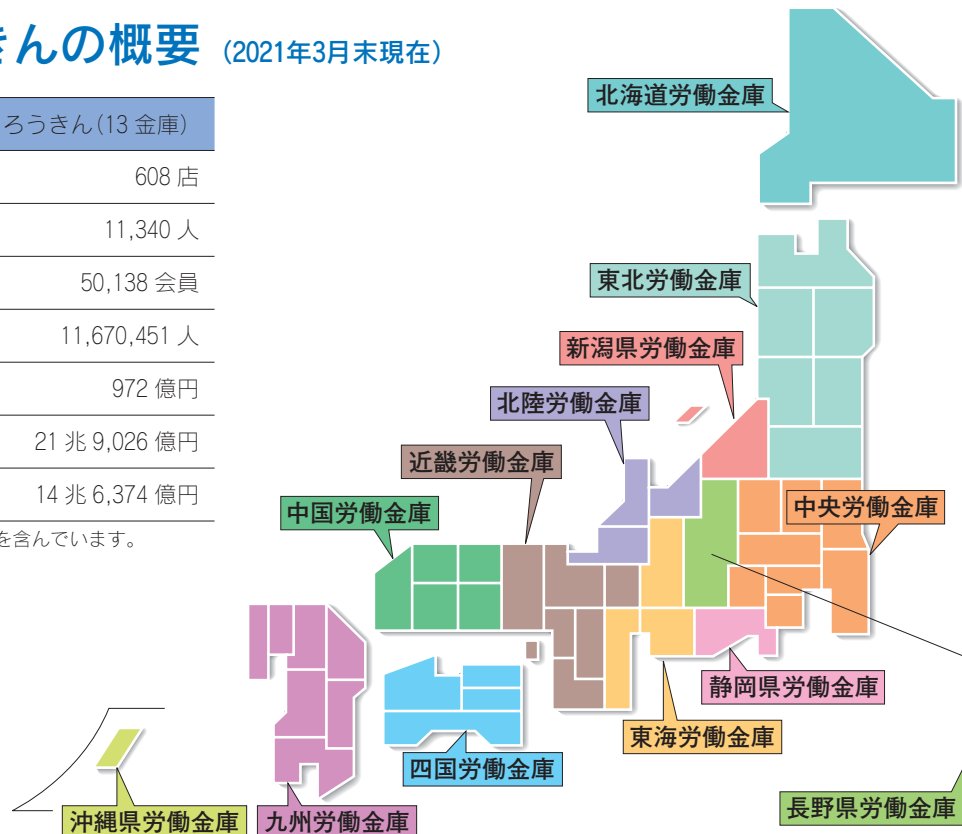 きんの概要 (2021年3月末現在)
ろうきん(13 金庫)
608 店
11,340 人
50,138 会員
11,670,451 人
972 億円
21 兆 9,026 億円
14 兆 6,374 億円
を含んでいます。
北海道労働金庫
東北労働金庫
新潟県労働金庫
北陸労働金庫
近畿労働金庫
中国労働金庫
中央労働金庫
静岡県労働金庫
東海労働金庫
四国労働金庫
長野県労働金庫
沖縄県労働金庫
九州労働金庫